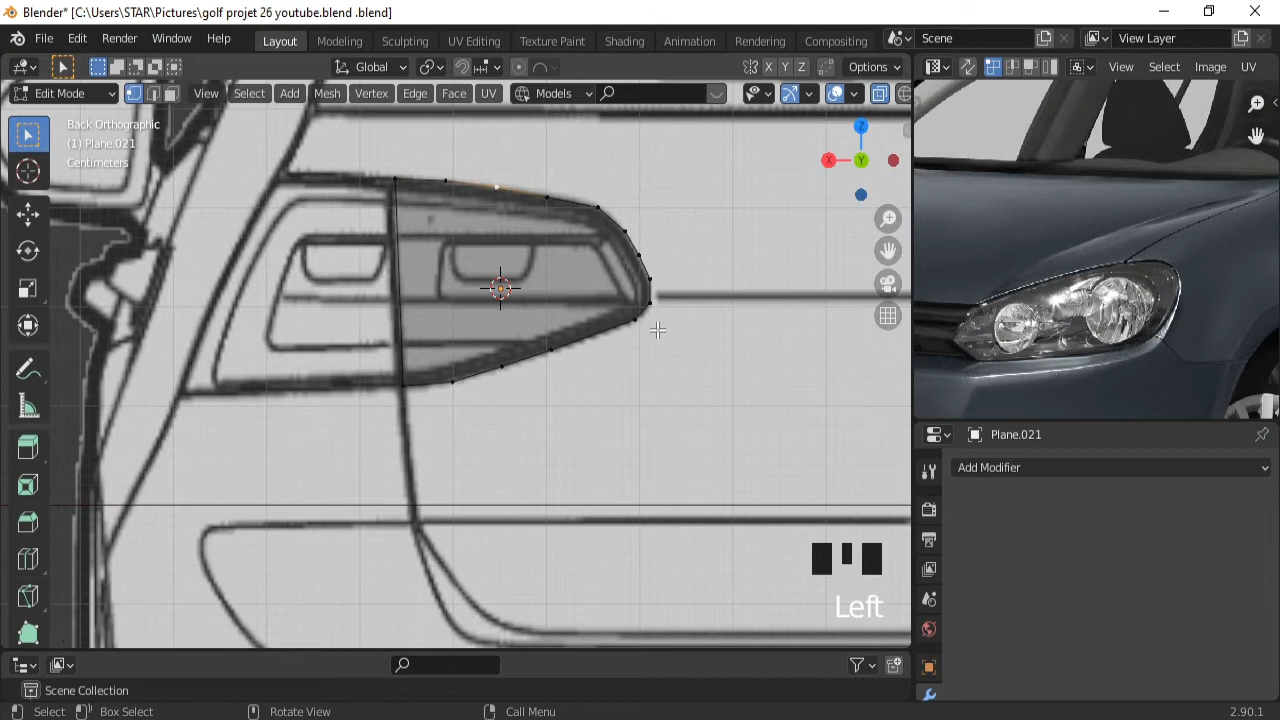 Blender* [C:\Users\STAR\Pictures\golf projet 26 youtube.blend .blend]
File Edit Render Window Help Layout Modeling Sculpting UV Editing Texture Paint Shading Animation Rendering Compositing Scene View Layer
Global X Y Z Options View Select Image UV
Edit Mode View Select Add Mesh Vertex Edge Face UV Models
Back Orthographic
(1) Plane.021
Centimeters
Z
X Y
Plane.021
Add Modifier
Left
Scene Collection
Select Box Select Rotate View Call Menu 2.90.1